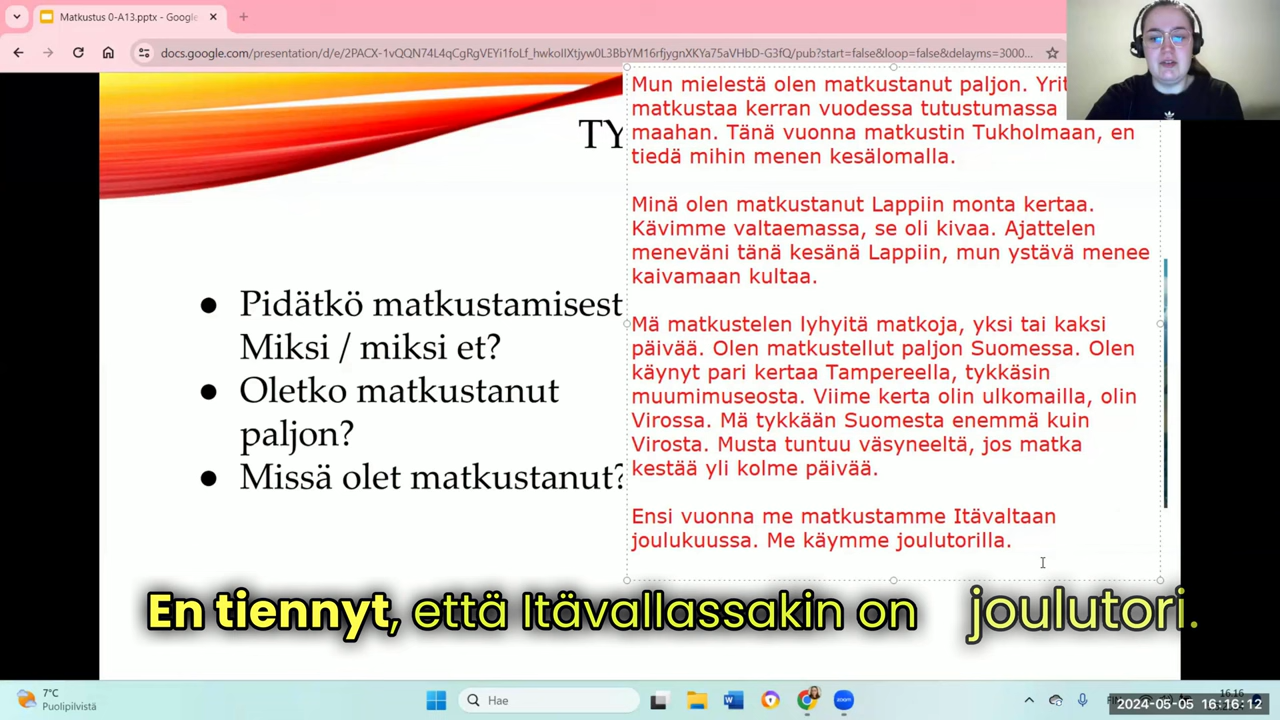 Matkustus 0-A13.pptx - Google
docs.google.com/presentation/d/e/2PACX-1vQQN74L4qCmxAyEYi1foLf_hwkoIIXtjyw0L3BbYM16rfjygnXKYa75aVHbD-G3fQ/pub?start=false&loop=false&delayms=3000...
TY
Pidätkö matkustamisest
Miksi / miksi et?
Oletko matkustanut
paljon?
Missä olet matkustanut?
Mun mielestä olen matkustanut paljon. Yrit
matkustaa kerran vuodessa tutustumassa
maahan. Tänä vuonna matkustin Tukholmaan, en
tiedä mihin menen kesälomalla.
Minä olen matkustanut Lappiin monta kertaa.
Kävimme valtaemassa, se oli kivaa. Ajattelen
meneväni tänä kesänä Lappiin, mun ystävä menee
kaivamaan kultaa.
Mä matkustelen lyhyitä matkoja, yksi tai kaksi
päivää. Olen matkustellut paljon Suomessa. Olen
käynyt pari kertaa Tampereella, tykkäsin
muumimuseosta. Viime kerta olin ulkomailla, olin
Virossa. Mä tykkään Suomesta enemmä kuin
Virosta. Musta tuntuu väsyneeltä, jos matka
kestää yli kolme päivää.
Ensi vuonna me matkustamme Itävaltaan
joulukuussa. Me käymme joulutorilla.
En tiennyt, että Itävallassakin on joulutori.
7°C
Puolipilvistä
Hae
16.16
2024-05-05 16:16:12